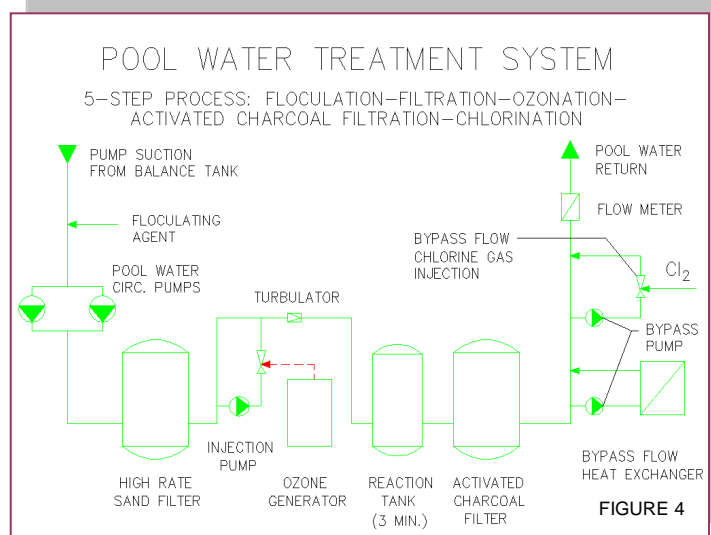 POOL WATER TREATMENT SYSTEM
5-STEP PROCESS: FLOCULATION-FILTRATION-OZONATION-
ACTIVATED CHARCOAL FILTRATION-CHLORINATION
PUMP SUCTION
FROM BALANCE TANK
POOL WATER
RETURN
FLOCULATING
AGENT
FLOW METER
BYPASS FLOW
CHLORINE GAS
INJECTION
Cl₂
POOL WATER
CIRC. PUMPS
TURBULATOR
BYPASS
PUMP
INJECTION
PUMP
HIGH RATE
SAND FILTER
OZONE
GENERATOR
REACTION
TANK
(3 MIN.)
ACTIVATED
CHARCOAL
FILTER
BYPASS FLOW
HEAT EXCHANGER
FIGURE 4